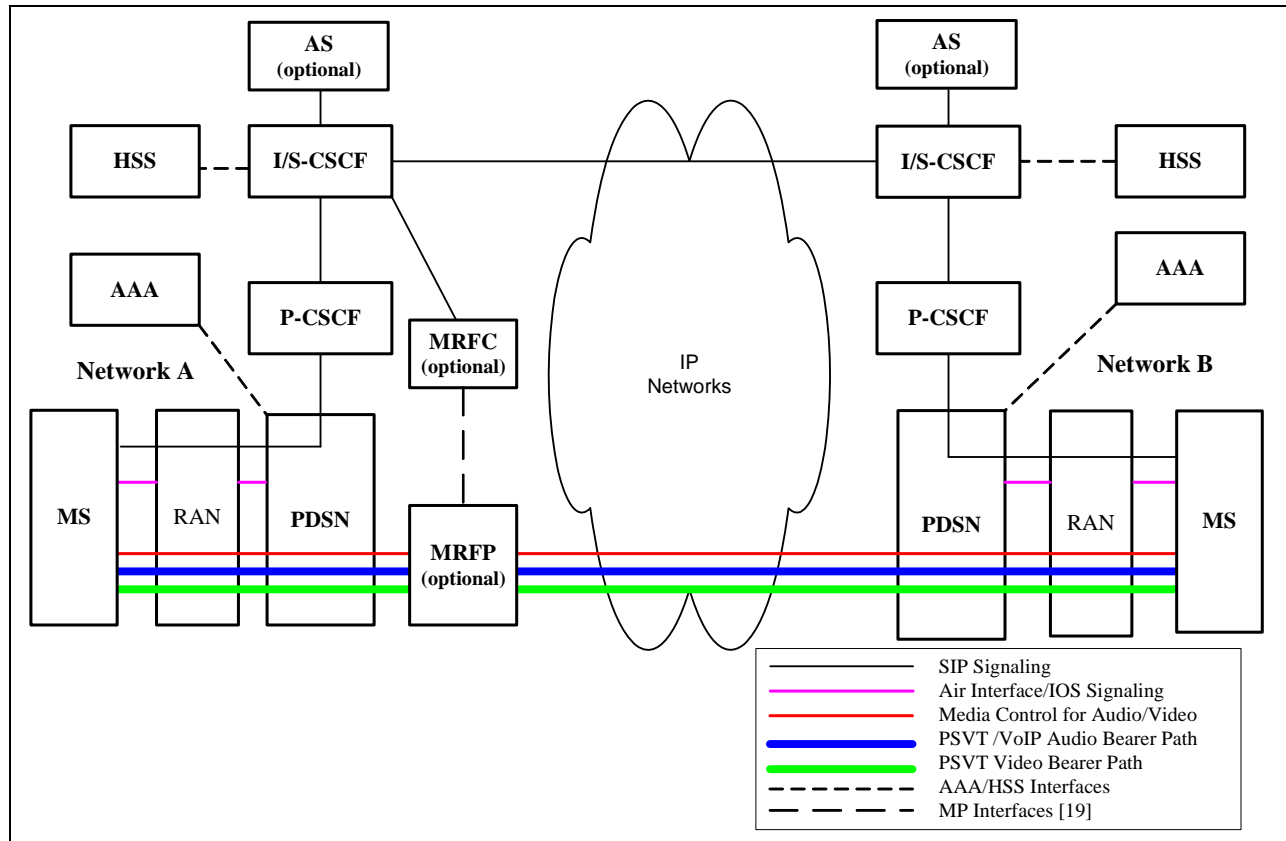 AS
(optional)
AS
(optional)
HSS
I/S-CSCF
I/S-CSCF
HSS
AAA
AAA
P-CSCF
P-CSCF
MRFC
(optional)
IP
Networks
Network A
Network B
MS
RAN
PDSN
MRFP
(optional)
PDSN
RAN
MS
SIP Signaling
Air Interface/IOS Signaling
Media Control for Audio/Video
PSVT /VoIP Audio Bearer Path
PSVT Video Bearer Path
AAA/HSS Interfaces
MP Interfaces [19]